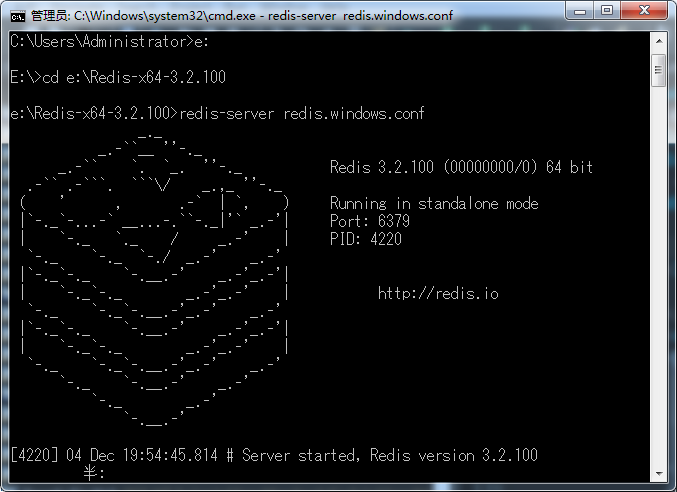 管理员: C:\Windows\system32\cmd.exe - redis-server  redis.windows.conf
C:\Users\Administrator>e:
E:\>cd e:\Redis-x64-3.2.100
e:\Redis-x64-3.2.100>redis-server redis.windows.conf
Redis 3.2.100 (00000000/0) 64 bit
Running in standalone mode
Port: 6379
PID: 4220
http://redis.io
[4220] 04 Dec 19:54:45.814 # Server started, Redis version 3.2.100
半: